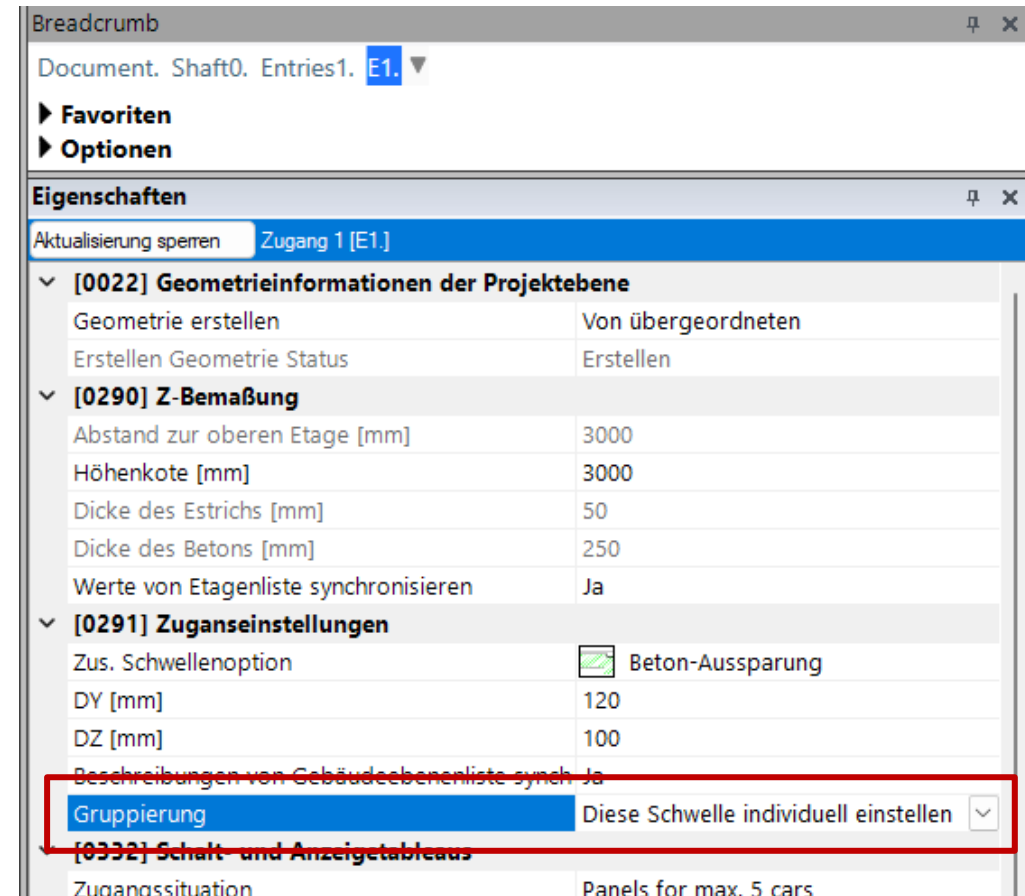 Breadcrumb
Document. Shaft0. Entries1. E1.
Favoriten
Optionen
Eigenschaften
Aktualisierung sperren Zugang 1 [E1.]
[0022] Geometrieinformationen der Projektebene
Geometrie erstellen Von übergeordneten
Erstellen Geometrie Status Erstellen
[0290] Z-Bemaßung
Abstand zur oberen Etage [mm] 3000
Höhenkote [mm] 3000
Dicke des Estrichs [mm] 50
Dicke des Betons [mm] 250
Werte von Etagenliste synchronisieren Ja
[0291] Zuganseinstellungen
Zus. Schwellenoption Beton-Aussparung
DY [mm] 120
DZ [mm] 100
Beschreibungen von Gebäudeebenenliste synch Ja
Gruppierung Diese Schwelle individuell einstellen
[0332] Schalt- und Anzeigetableaus
Zugangssituation Panels for max. 5 cars